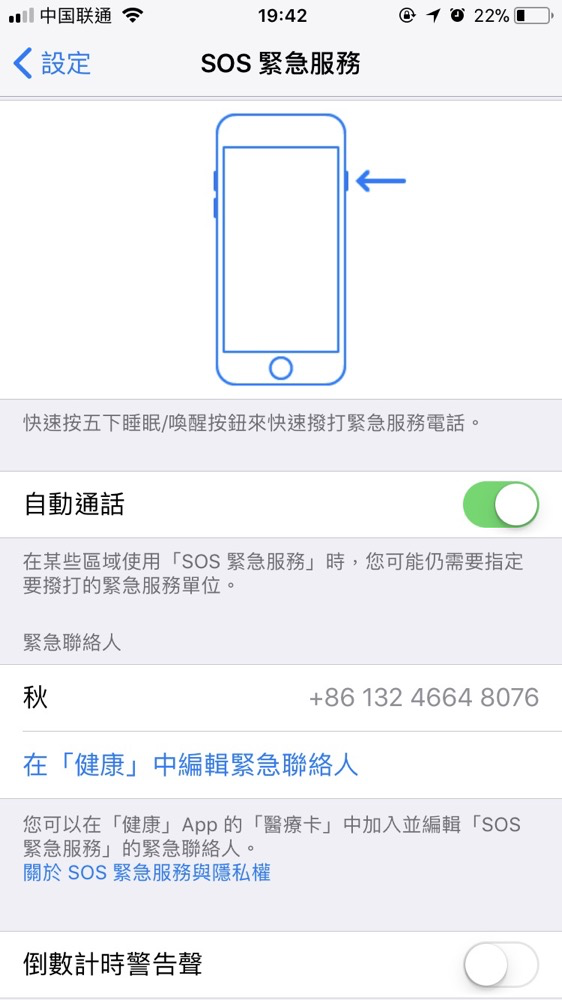 中国联通 19:42 22%
設定 SOS 緊急服務
快速按五下睡眠/喚醒按鈕來快速撥打緊急服務電話。
自動通話
在某些區域使用「SOS 緊急服務」時，您可能仍需要指定
要撥打的緊急服務單位。
緊急聯絡人
秋 +86 132 4664 8076
在「健康」中編輯緊急聯絡人
您可以在「健康」App 的「醫療卡」中加入並編輯「SOS
緊急服務」的緊急聯絡人。
關於 SOS 緊急服務與隱私權
倒數計時警告聲